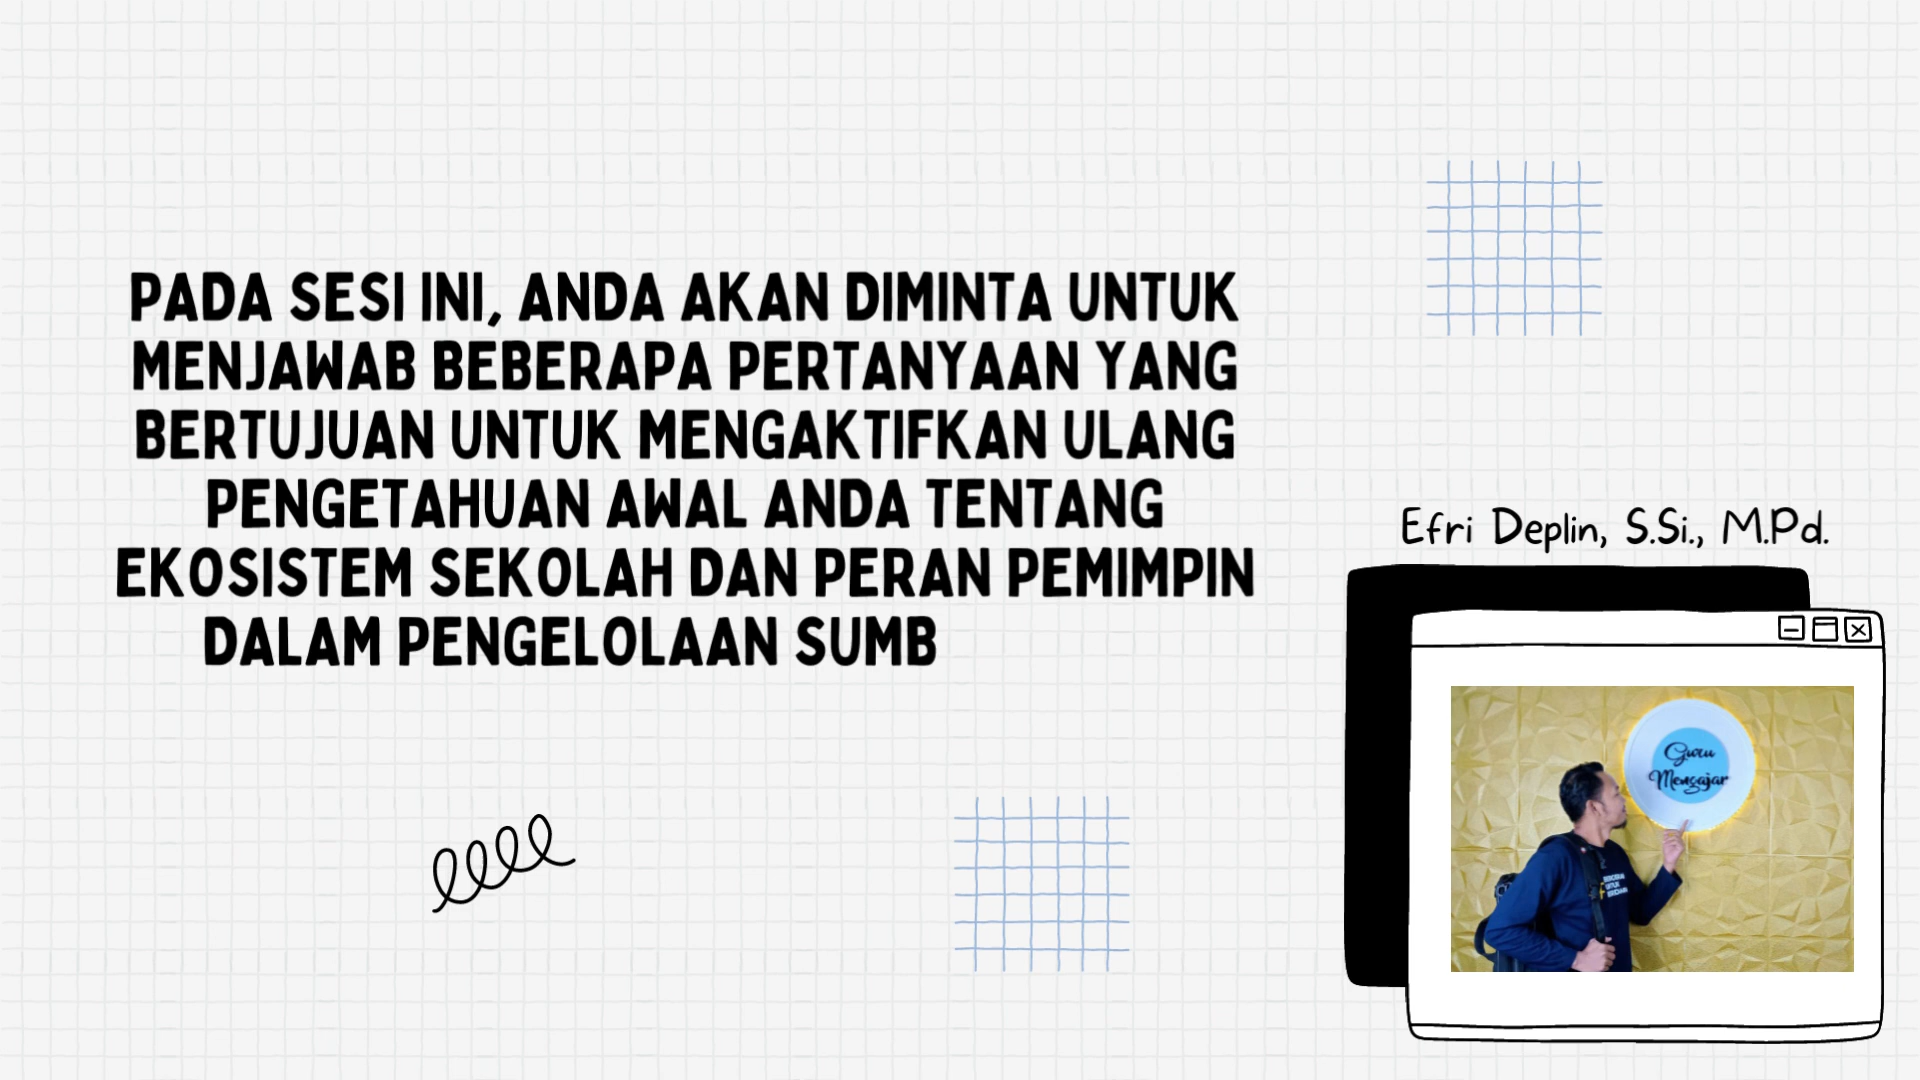 PADA SESI INI, ANDA AKAN DIMINTA UNTUK
MENJAWAB BEBERAPA PERTANYAAN YANG
BERTUJUAN UNTUK MENGAKTIFKAN ULANG
PENGETAHUAN AWAL ANDA TENTANG
EKOSISTEM SEKOLAH DAN PERAN PEMIMPIN
DALAM PENGELOLAAN SUMB
Efri Deplin, S.Si., M.Pd.
Guru
Mengajar
UNTUK